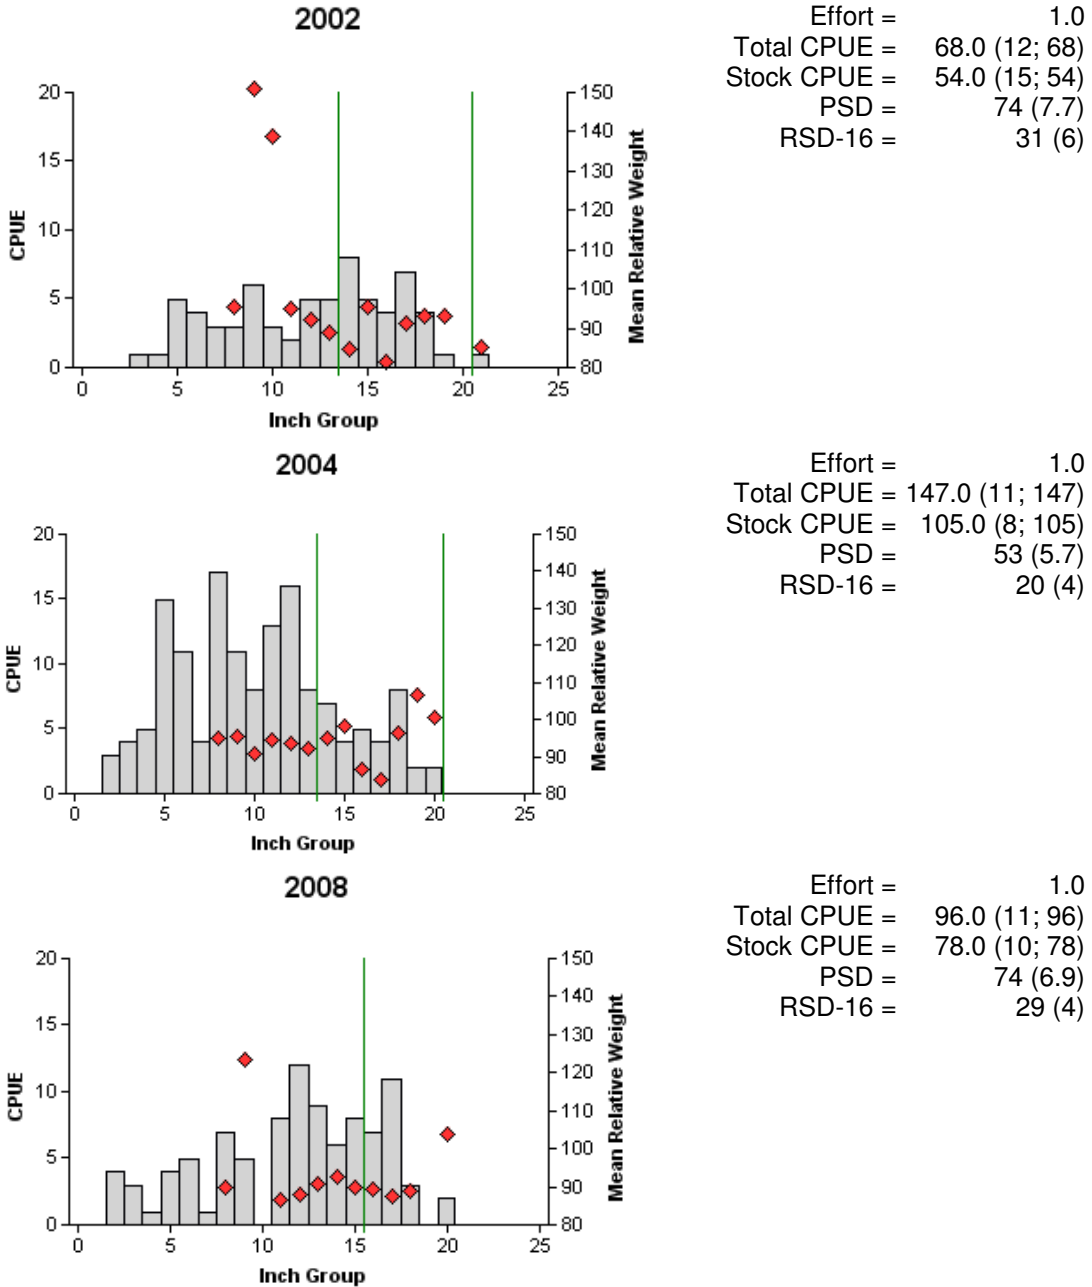 2002
Effort = 1.0
Total CPUE = 68.0 (12; 68)
Stock CPUE = 54.0 (15; 54)
PSD = 74 (7.7)
RSD-16 = 31 (6)
20
15
10
5
0
CPUE
150
140
130
120
110
100
90
80
Mean Relative Weight
0 5 10 15 20 25
Inch Group
2004
Effort = 1.0
Total CPUE = 147.0 (11; 147)
Stock CPUE = 105.0 (8; 105)
PSD = 53 (5.7)
RSD-16 = 20 (4)
20
15
10
5
0
CPUE
150
140
130
120
110
100
90
80
Mean Relative Weight
0 5 10 15 20 25
Inch Group
2008
Effort = 1.0
Total CPUE = 96.0 (11; 96)
Stock CPUE = 78.0 (10; 78)
PSD = 74 (6.9)
RSD-16 = 29 (4)
20
15
10
5
0
CPUE
150
140
130
120
110
100
90
80
Mean Relative Weight
0 5 10 15 20 25
Inch Group